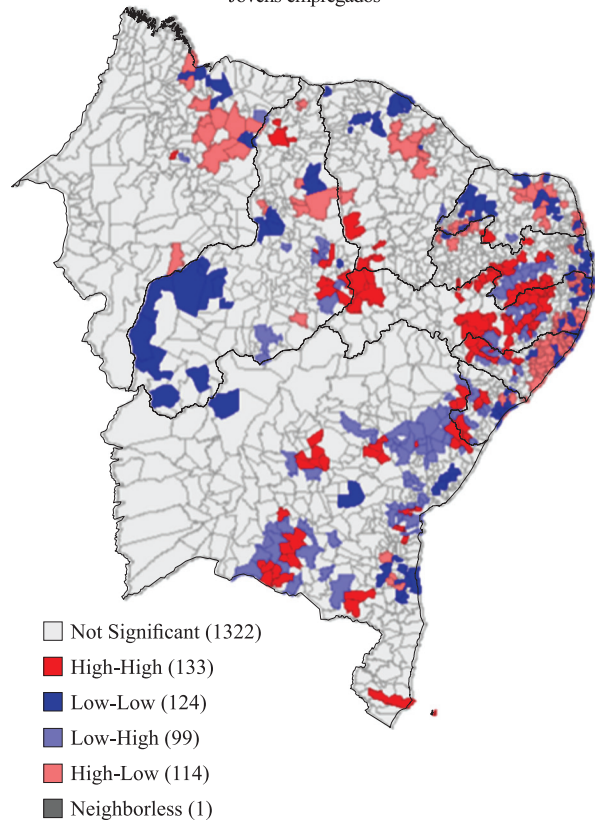 Jovens empregados
Not Significant (1322)
High-High (133)
Low-Low (124)
Low-High (99)
High-Low (114)
Neighborless (1)